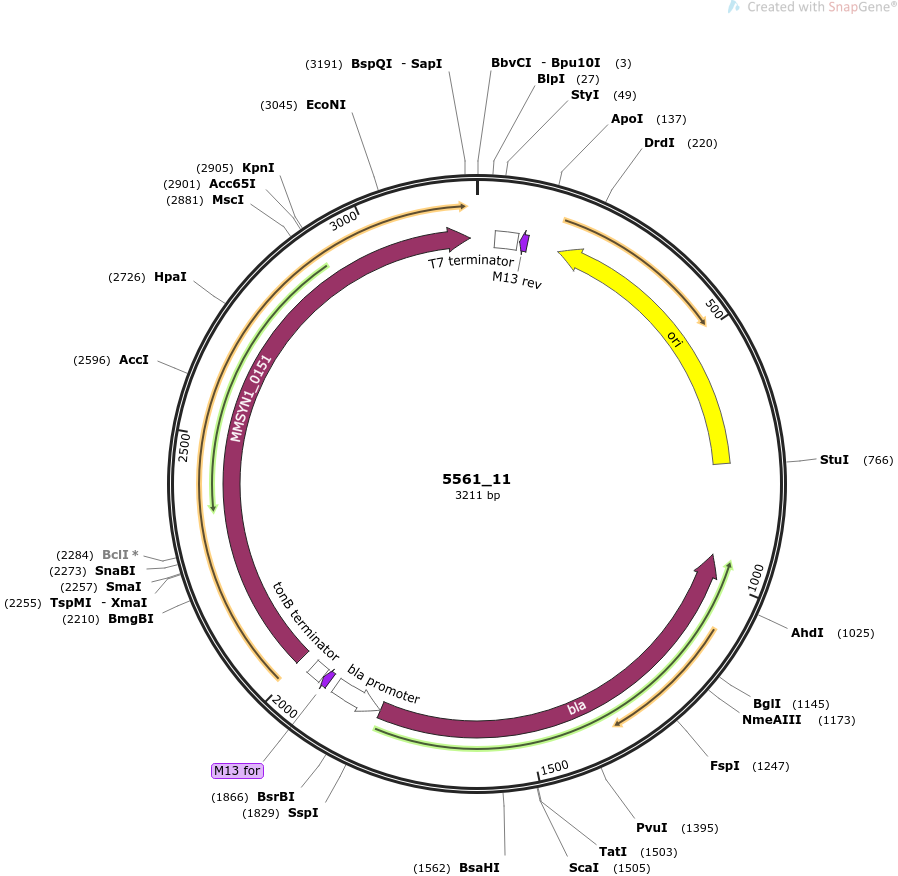 Created with SnapGene®
(3191) BspQI - SapI
BbvCI - Bpu10I (3)
BlpI (27)
StyI (49)
(3045) EcoNI
ApoI (137)
DrdI (220)
(2905) KpnI
(2901) Acc65I
(2881) MscI
3000
T7 terminator
M13 rev
(2726) HpaI
500
ori
(2596) AccI
MMSYN1_0151
2500
StuI (766)
5561_11
3211 bp
(2284) BclI *
(2273) SnaBI
(2257) SmaI
(2255) TspMI - XmaI
(2210) BmgBI
1000
AhdI (1025)
tonB terminator
bla promoter
bla
2000
BglI (1145)
NmeAIII (1173)
FspI (1247)
M13 for
1500
(1866) BsrBI
(1829) SspI
PvuI (1395)
TatI (1503)
ScaI (1505)
(1562) BsaHI